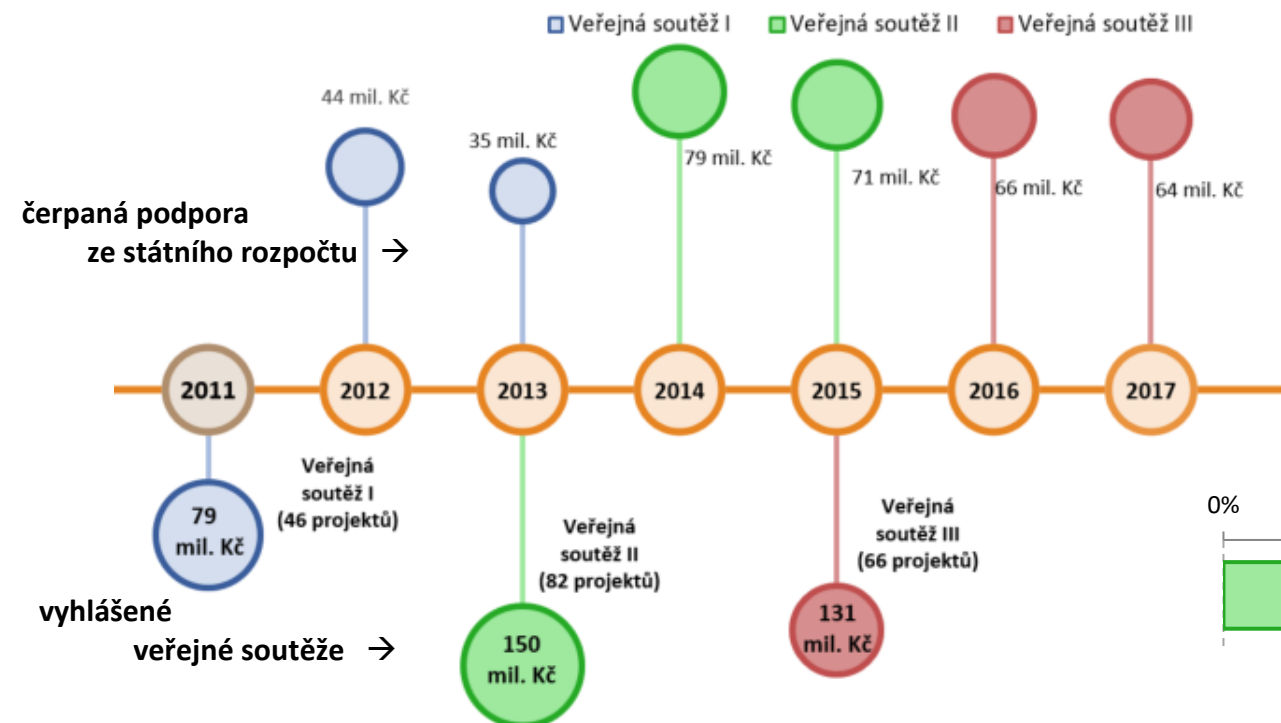 Veřejná soutěž I
Veřejná soutěž II
Veřejná soutěž III
44 mil. Kč
35 mil. Kč
79 mil. Kč
71 mil. Kč
66 mil. Kč
64 mil. Kč
čerpaná podpora
ze státního rozpočtu →
2011
2012
2013
2014
2015
2016
2017
79
mil. Kč
Veřejná
soutěž I
(46 projektů)
Veřejná
soutěž II
(82 projektů)
Veřejná
soutěž III
(66 projektů)
0%
vyhlášené
veřejné soutěže →
150
mil. Kč
131
mil. Kč